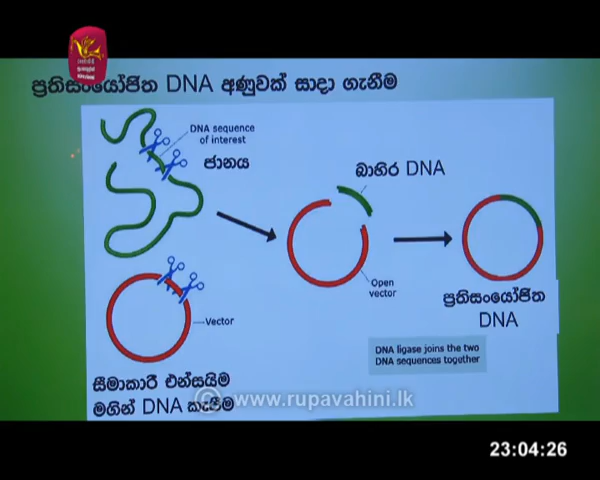 ප්‍රතිසංයෝජිත DNA අණුවක් සාදා ගැනීම
DNA sequence
of interest
ජානය
බාහිර DNA
Open
vector
ප්‍රතිසංයෝජිත
DNA
Vector
DNA ligase joins the two
DNA sequences together
සීමාකාරී එන්සයිම
මගින් DNA කැපීම
© www.rupavahini.lk
23:04:26